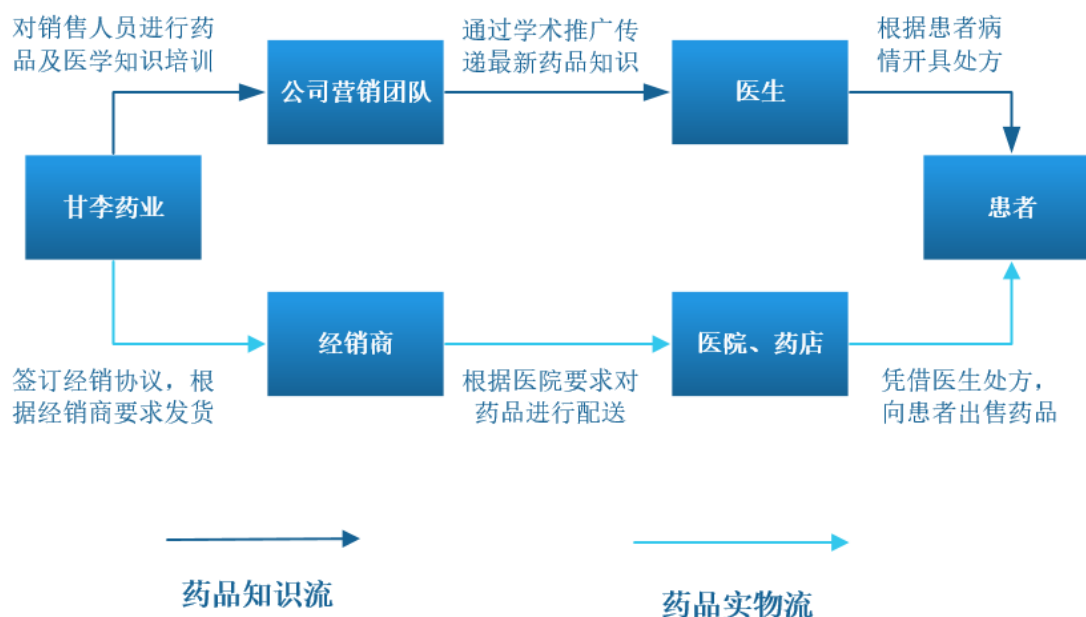 对销售人员进行药
品及医学知识培训
通过学术推广传
递最新药品知识
根据患者病
情开具处方
公司营销团队
医生
甘李药业
患者
经销商
医院、药店
签订经销协议，根
据经销商要求发货
根据医院要求对
药品进行配送
凭借医生处方，
向患者出售药品
药品知识流
药品实物流